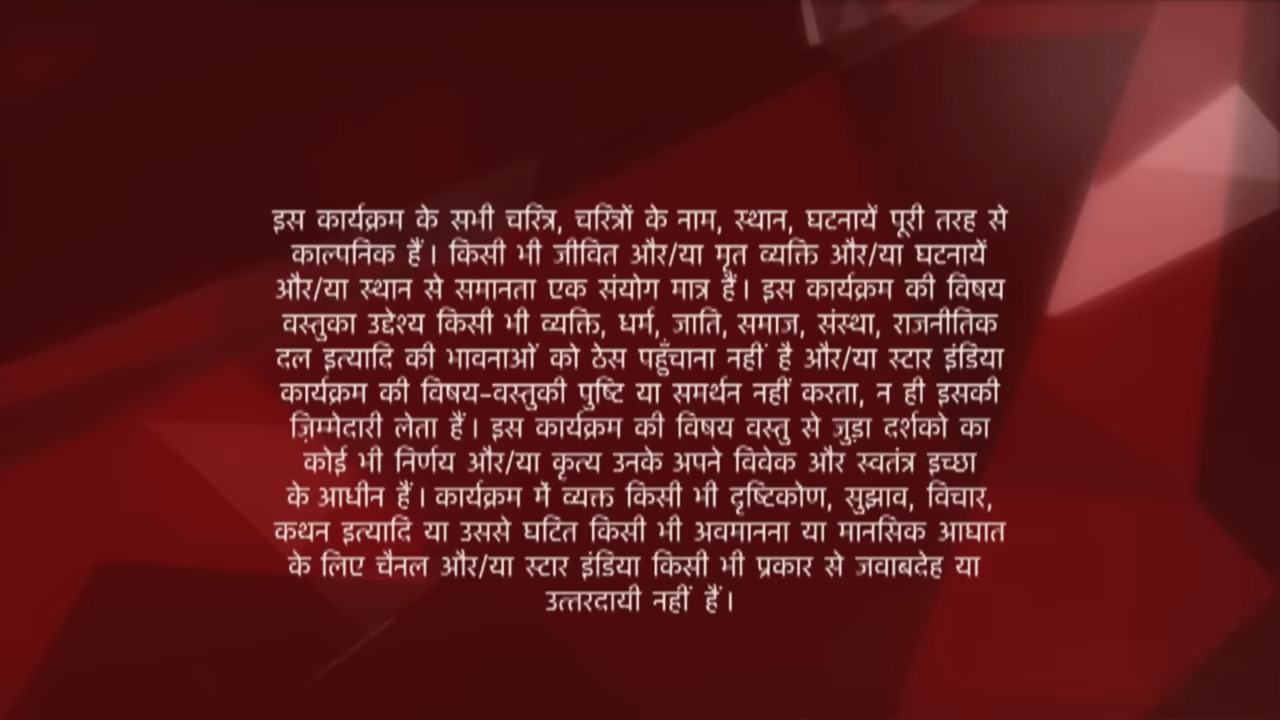 इस कार्यक्रम के सभी चरित्र, चरित्रों के नाम, स्थान, घटनायें पूरी तरह से
काल्पनिक हैं। किसी भी जीवित और/या मृत व्यक्ति और/या घटनायें
और/या स्थान से समानता एक संयोग मात्र हैं। इस कार्यक्रम की विषय
वस्तुका उद्देश्य किसी भी व्यक्ति, धर्म, जाति, समाज, संस्था, राजनीतिक
दल इत्यादि की भावनाओं को ठेस पहुँचाना नहीं है और/या स्टार इंडिया
कार्यक्रम की विषय-वस्तुकी पुष्टि या समर्थन नहीं करता, न ही इसकी
ज़िम्मेदारी लेता हैं। इस कार्यक्रम की विषय वस्तु से जुड़ा दर्शको का
कोई भी निर्णय और/या कृत्य उनके अपने विवेक और स्वतंत्र इच्छा
के आधीन हैं। कार्यक्रम में व्यक्त किसी भी दृष्टिकोण, सुझाव, विचार,
कथन इत्यादि या उससे घटित किसी भी अवमानना या मानसिक आघात
के लिए चैनल और/या स्टार इंडिया किसी भी प्रकार से जवाबदेह या
उत्तरदायी नहीं हैं।